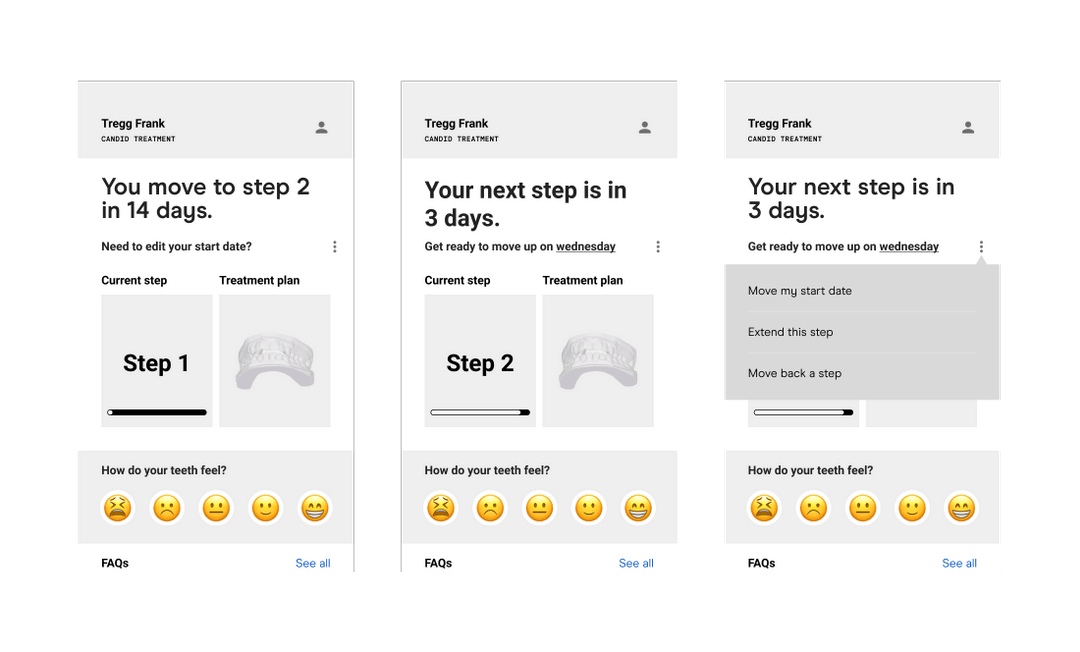 Tregg Frank
CANDID TREATMENT
You move to step 2
in 14 days.
Need to edit your start date?
Current step
Treatment plan
Step 1
How do your teeth feel?
FAQs
See all
Tregg Frank
CANDID TREATMENT
Your next step is in
3 days.
Get ready to move up on wednesday
Current step
Treatment plan
Step 2
How do your teeth feel?
FAQs
See all
Tregg Frank
CANDID TREATMENT
Your next step is in
3 days.
Get ready to move up on wednesday
Move my start date
Extend this step
Move back a step
How do your teeth feel?
FAQs
See all